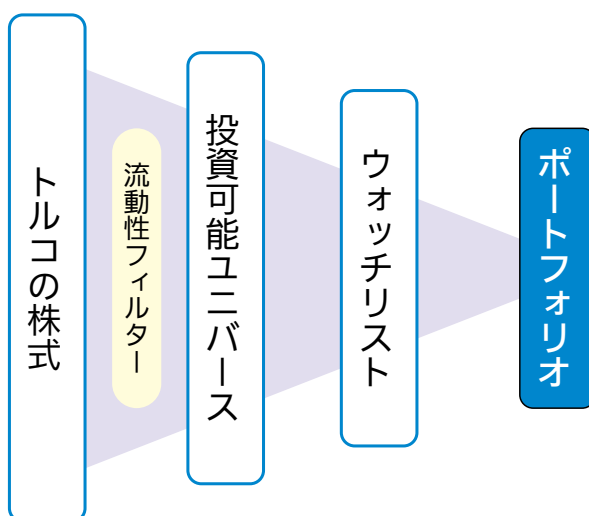 トルコの株式
流動性フィルター
投資可能ユニバース
ウォッチリスト
ポートフォリオ